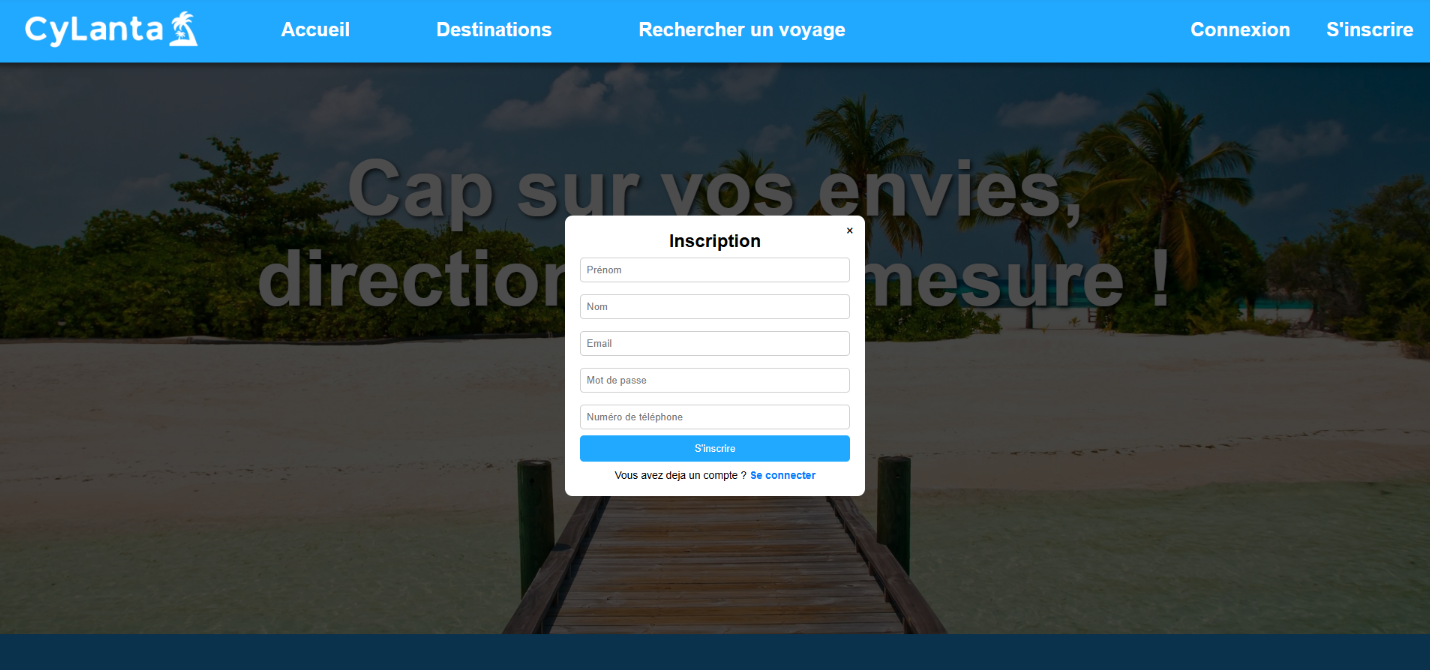 CyLanta Accueil Destinations Rechercher un voyage Connexion S'inscrire
Cap sur vos envies,
direction mesure !
Inscription ×
Prénom
Nom
Email
Mot de passe
Numéro de téléphone
S'inscrire
Vous avez deja un compte ? Se connecter